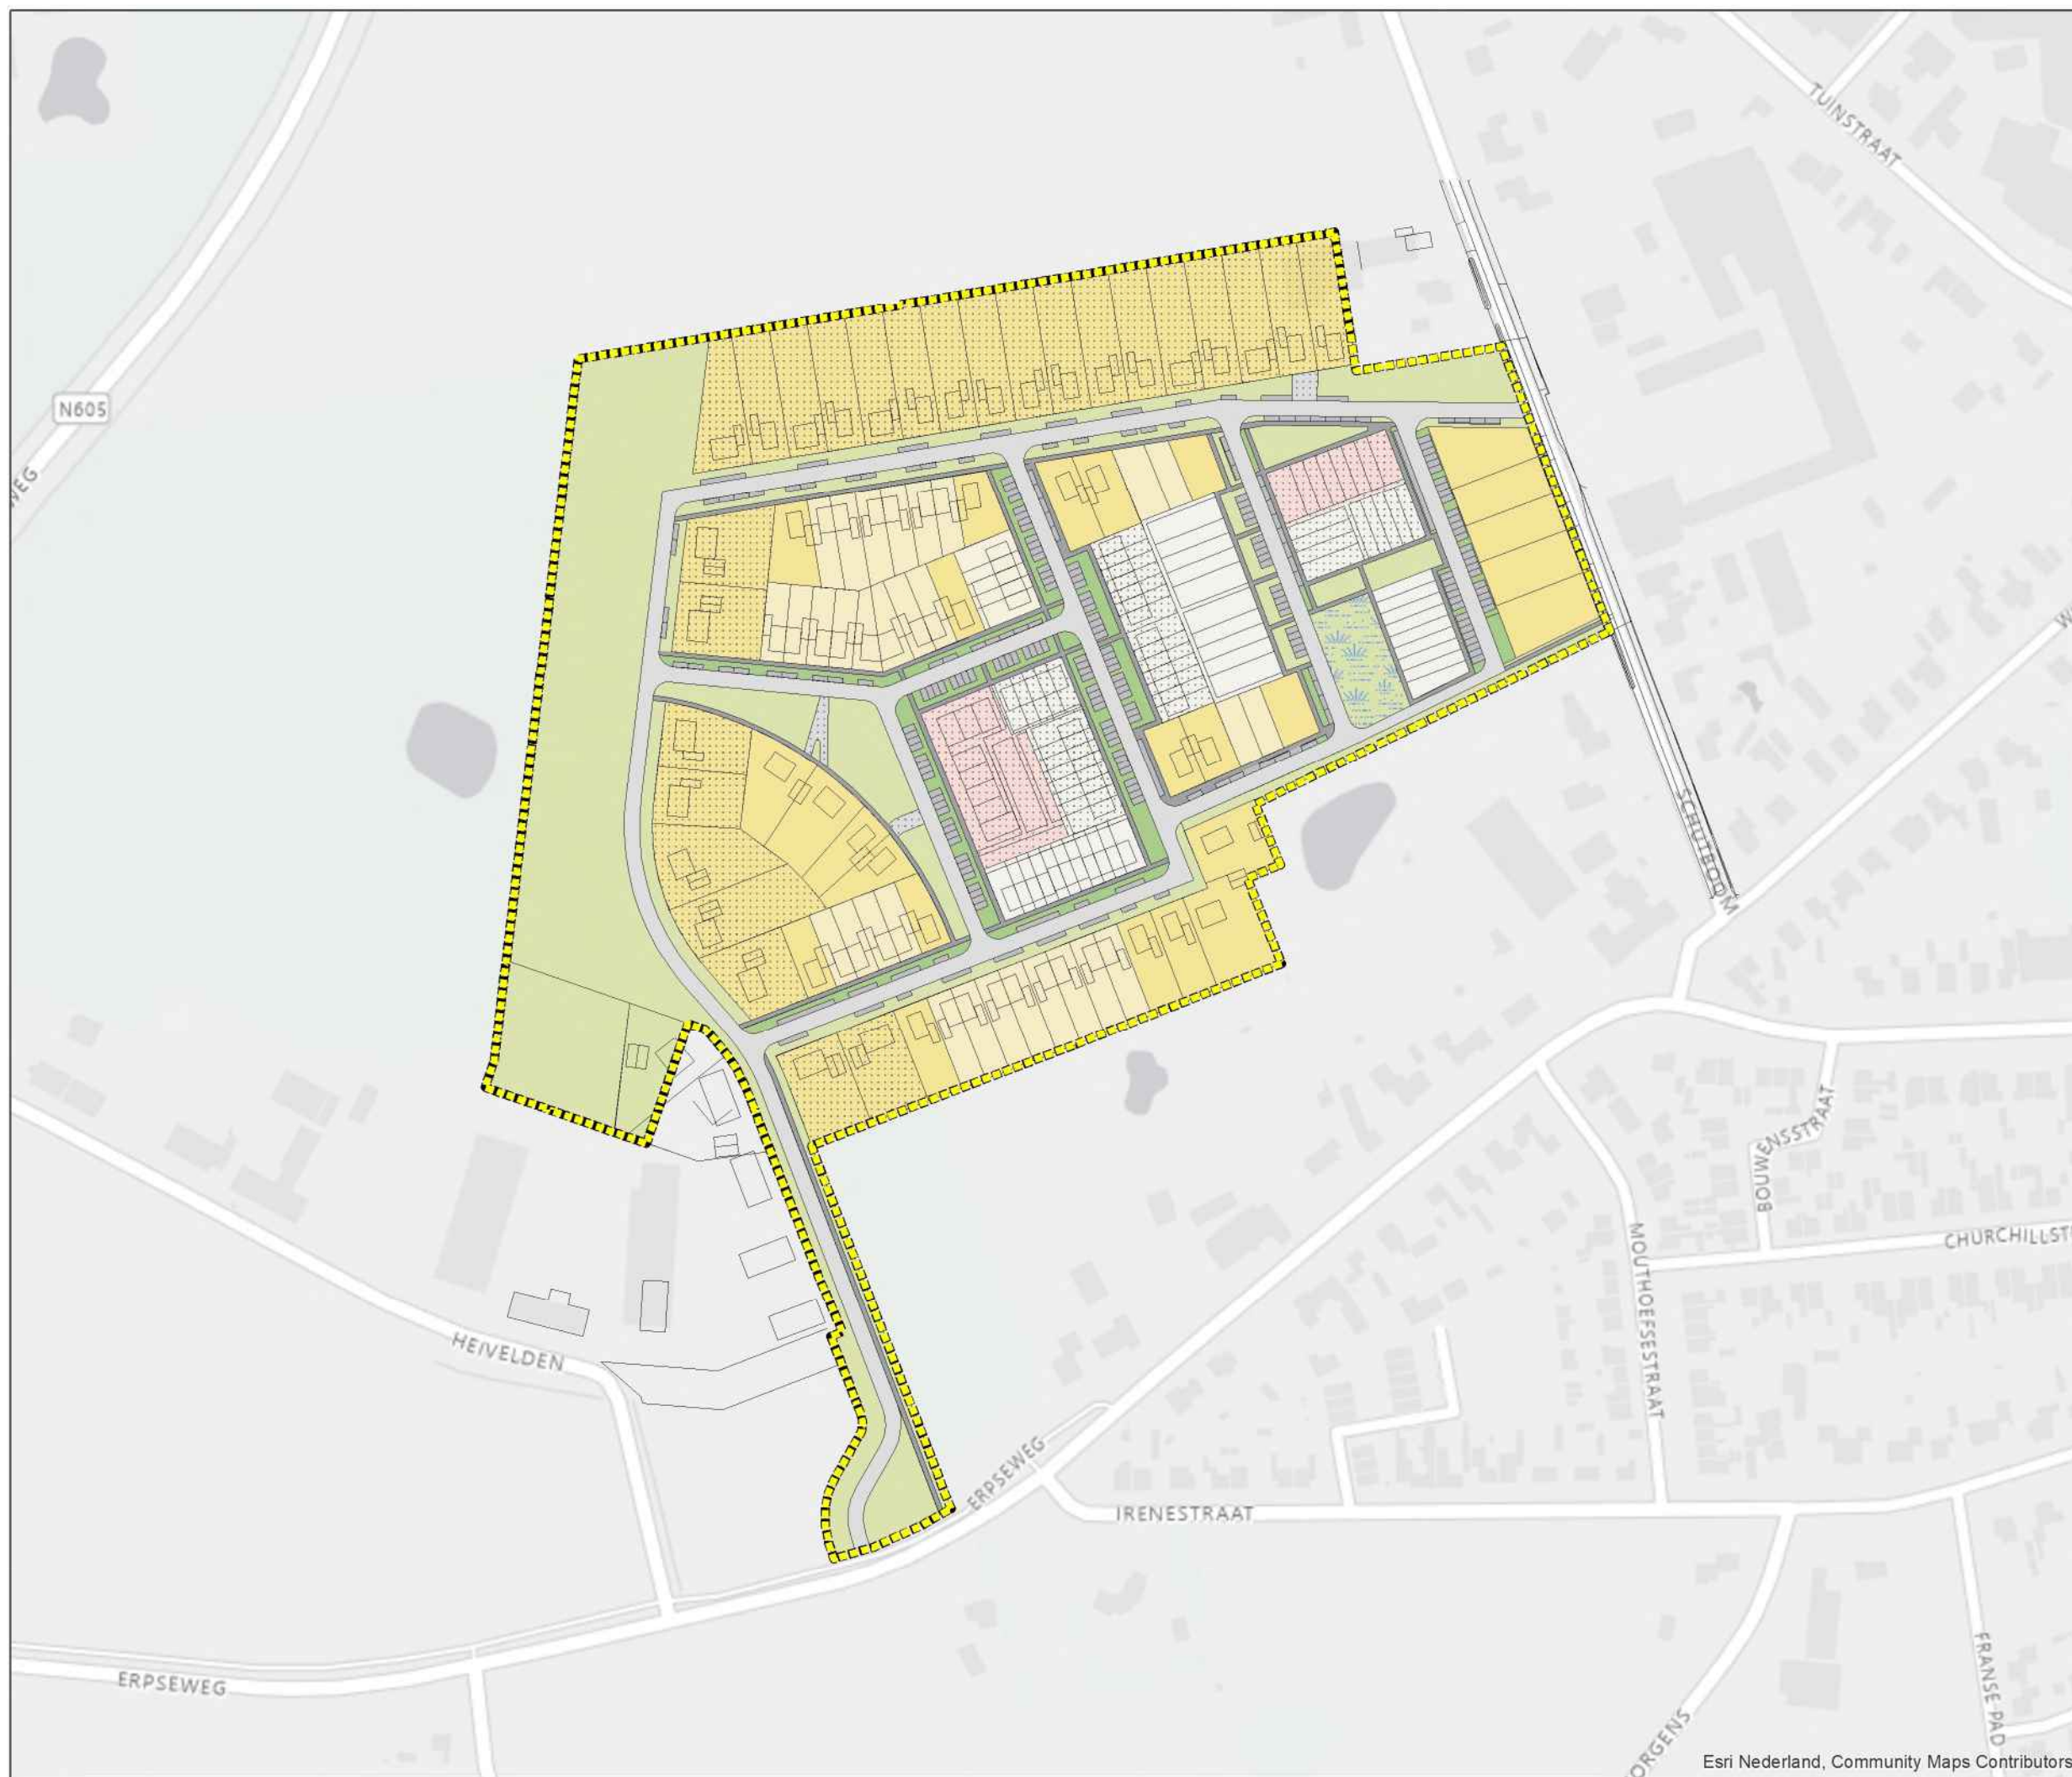 TUINSTRAAT
N605
WEG
SCHUTBOOM
W
BOUWENSSTRAAT
CHURCHILLST
MOUTHOEFSESTRAAT
HEIVELDEN
ERPSEWEG
IRENESTRAAT
ERPSEWEG
FRANSE PAD
ORGENS
Esri Nederland, Community Maps Contributors